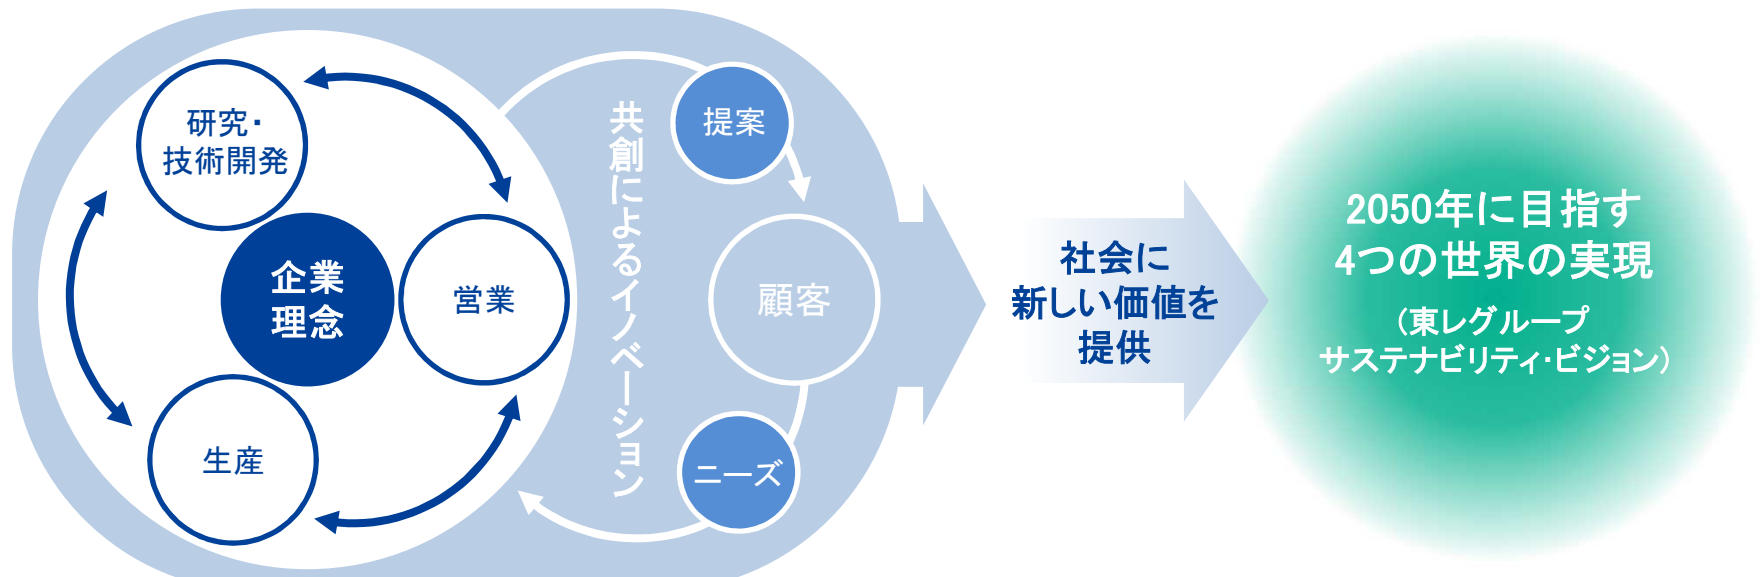 研究・
技術開発
企業
理念
営業
生産
共創によるイノベーション
提案
顧客
ニーズ
社会に
新しい価値を
提供
2050年に目指す
4つの世界の実現
(東レグループ
サステナビリティ・ビジョン)